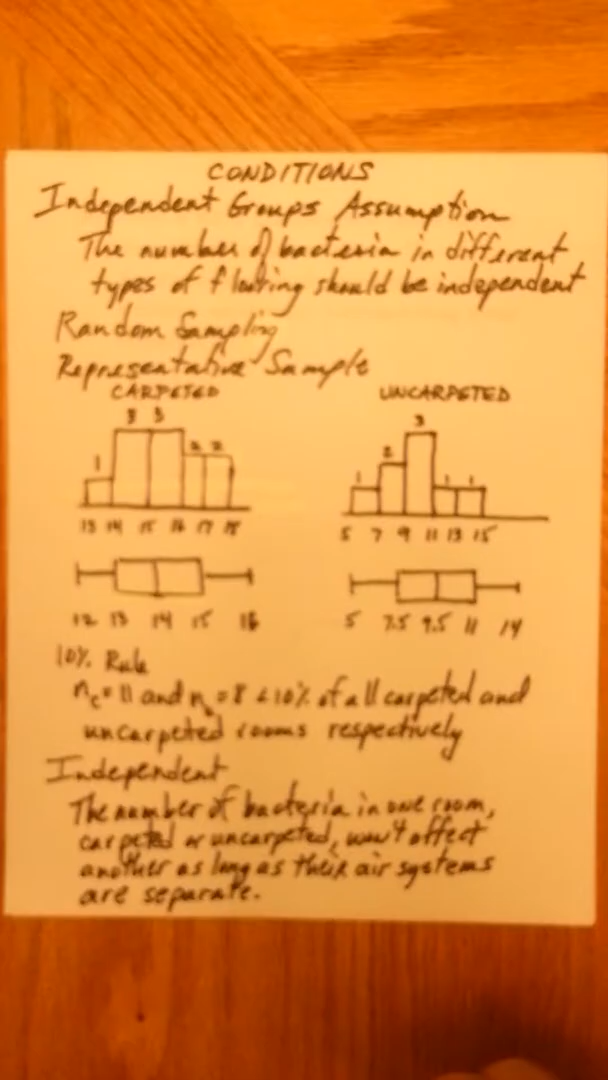 CONDITIONS
Independent Groups Assumption
The number of bacteria in different
types of flooring should be independent
Random Sampling
Representative Sample
CARPETED
3 3
1 2 2
13 14 15 16 17 18
12 13 14 15 16
UNCARPETED
3
2
1 1 1
5 7 9 11 13 15
5 7.5 9.5 11 14
10% Rule
nc = 11 and nu = 8 < 10% of all carpeted and
uncarpeted rooms respectively
Independent
The number of bacteria in one room,
carpeted or uncarpeted, won't affect
another as long as their air systems
are separate.